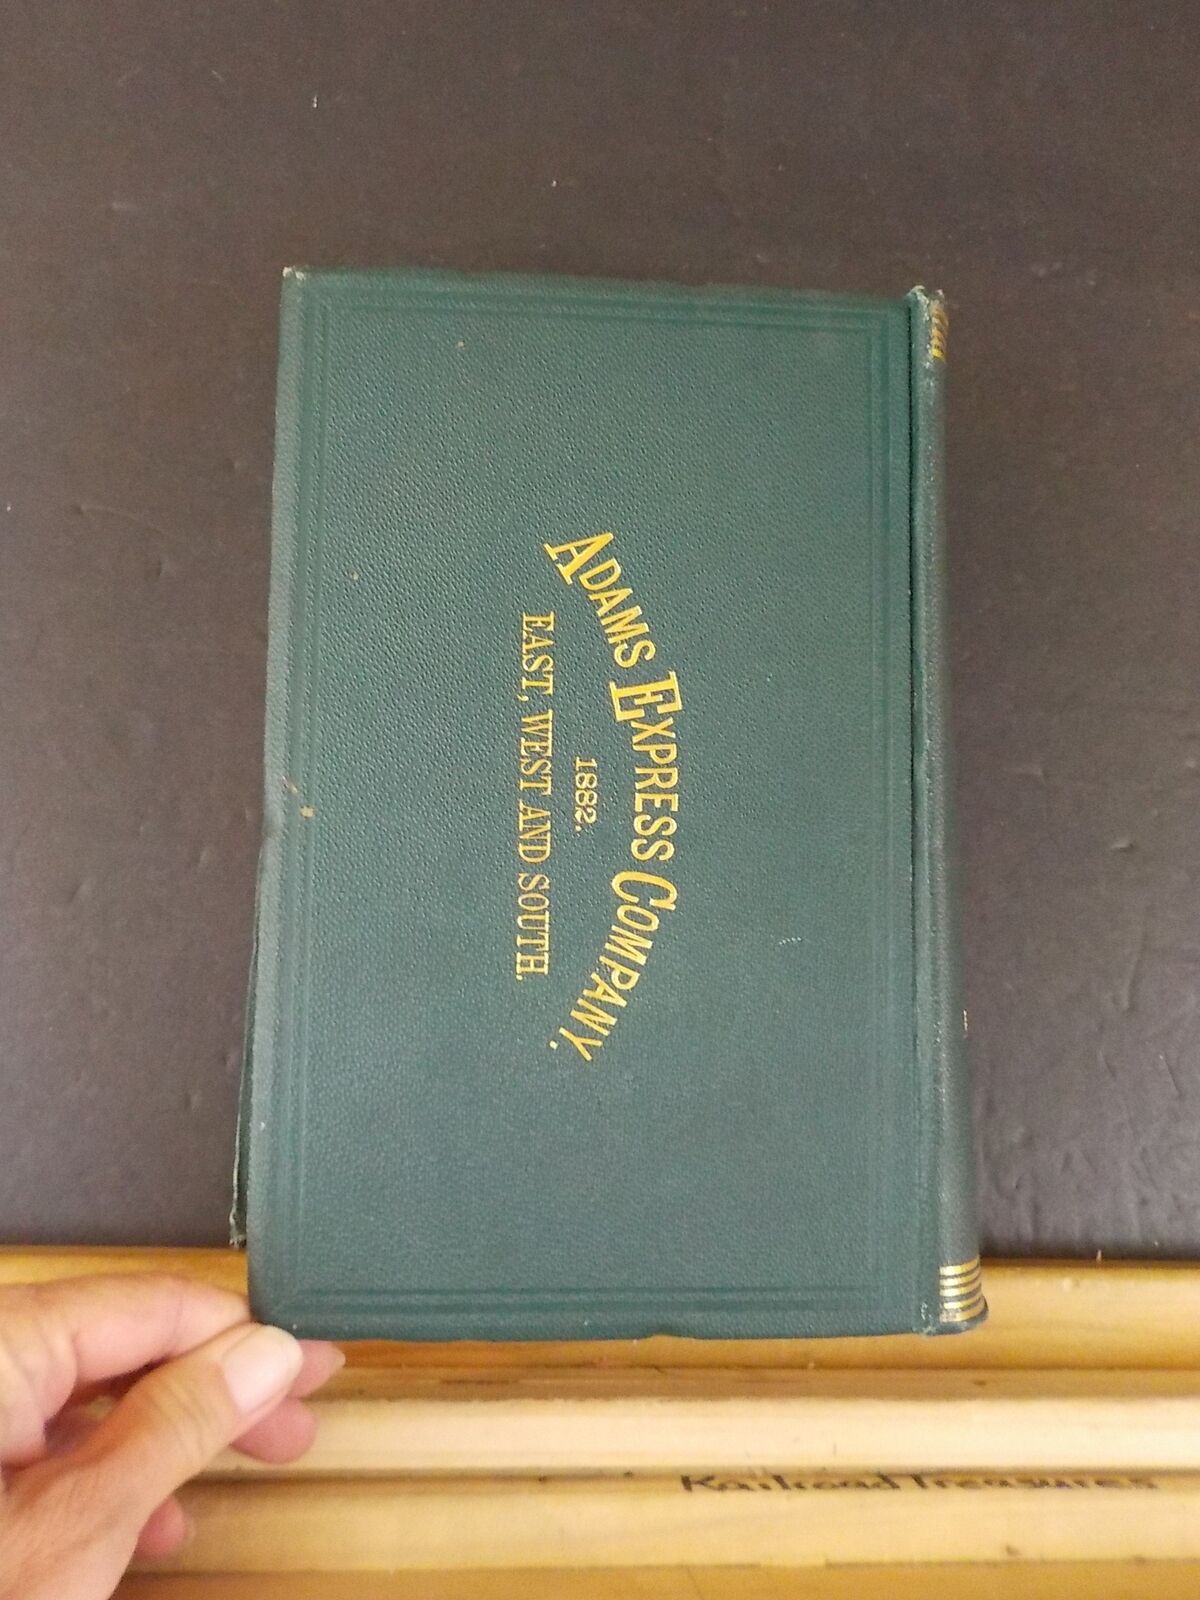 ADAMS EXPRESS COMPANY.
1882.
EAST, WEST AND SOUTH.
Railroad Treasures